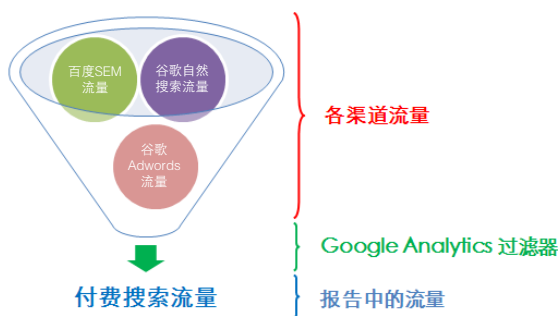 百度SEM
流量
谷歌自然
搜索流量
谷歌
Adwords
流量
各渠道流量
Google Analytics 过滤器
付费搜索流量
报告中的流量